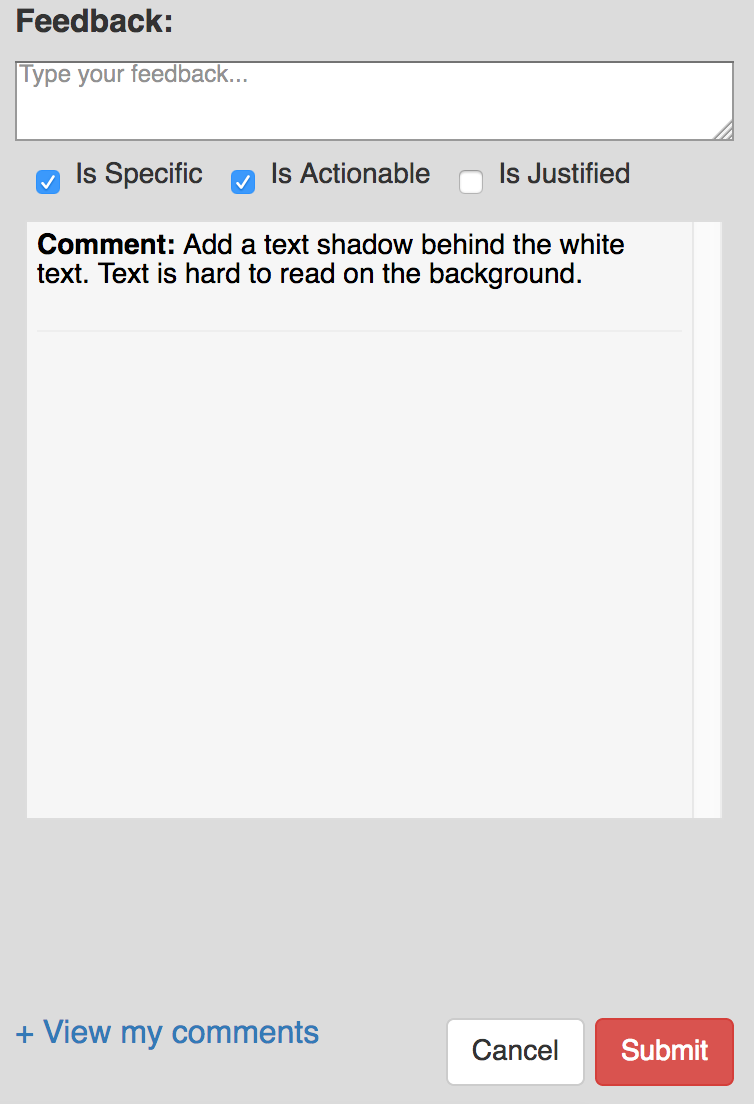 Feedback:
Type your feedback...
Is Specific Is Actionable Is Justified
Comment: Add a text shadow behind the white
text. Text is hard to read on the background.
+ View my comments Cancel Submit